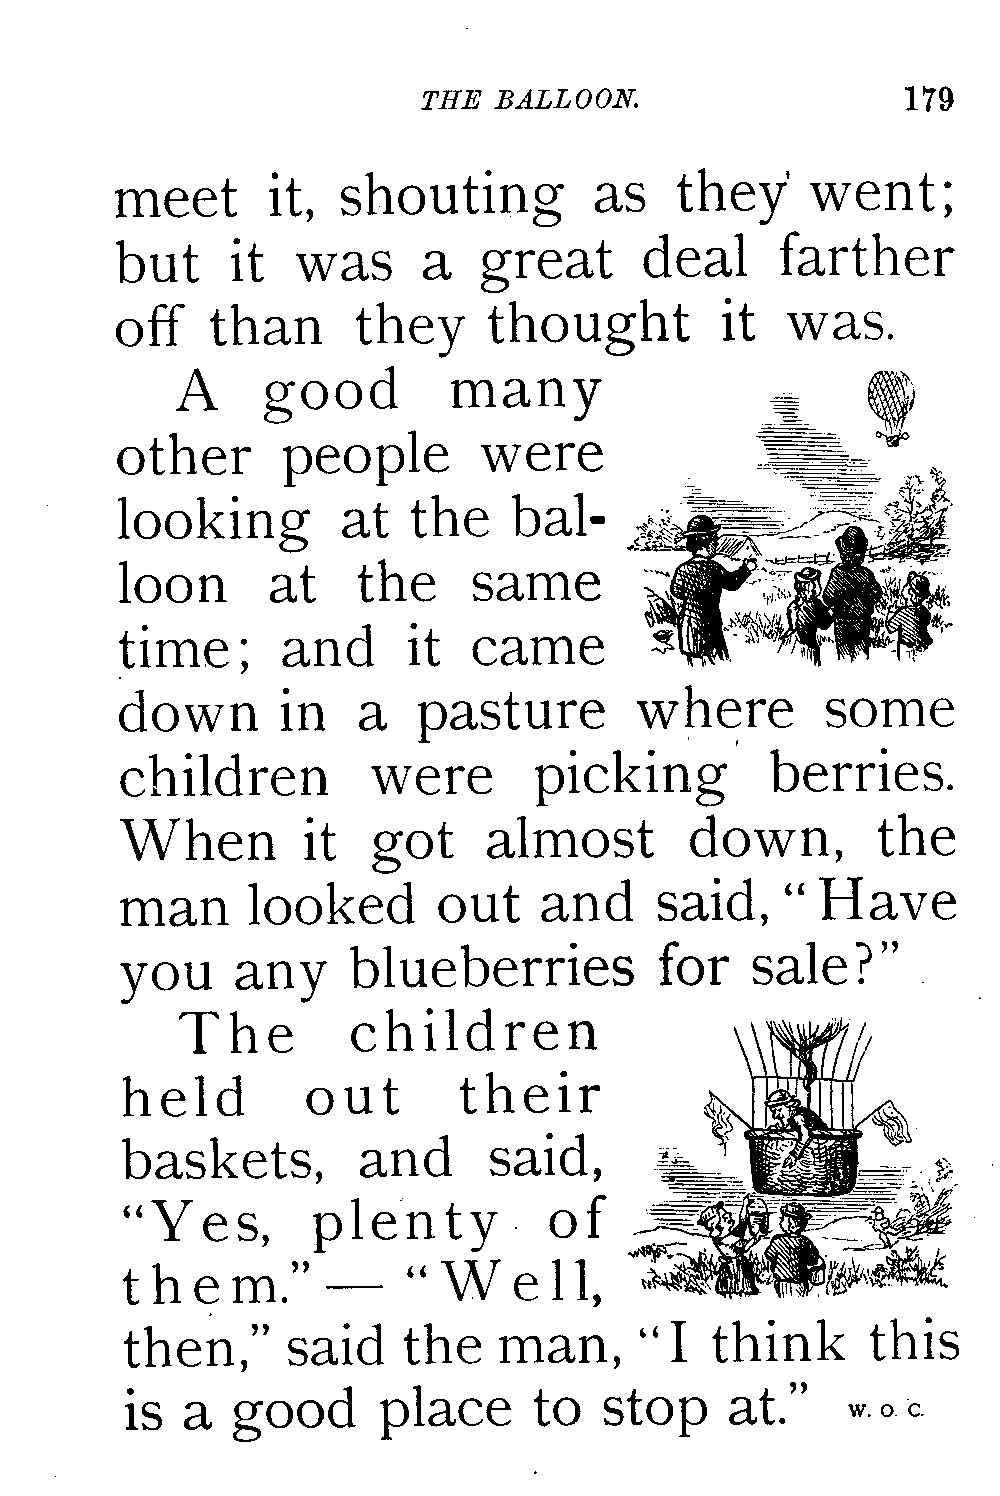 THE BALLOON. 179
meet it, shouting as they went;
but it was a great deal farther
off than they thought it was.
A good many
other people were
looking at the bal-
loon at the same
time; and it came
down in a pasture where some
children were picking berries.
When it got almost down, the
man looked out and said, “Have
you any blueberries for sale?”
The children
held out their
baskets, and said,
“Yes, plenty of
them.”— “Well,
then,” said the man, “I think this
is a good place to stop at.” W. O. C.